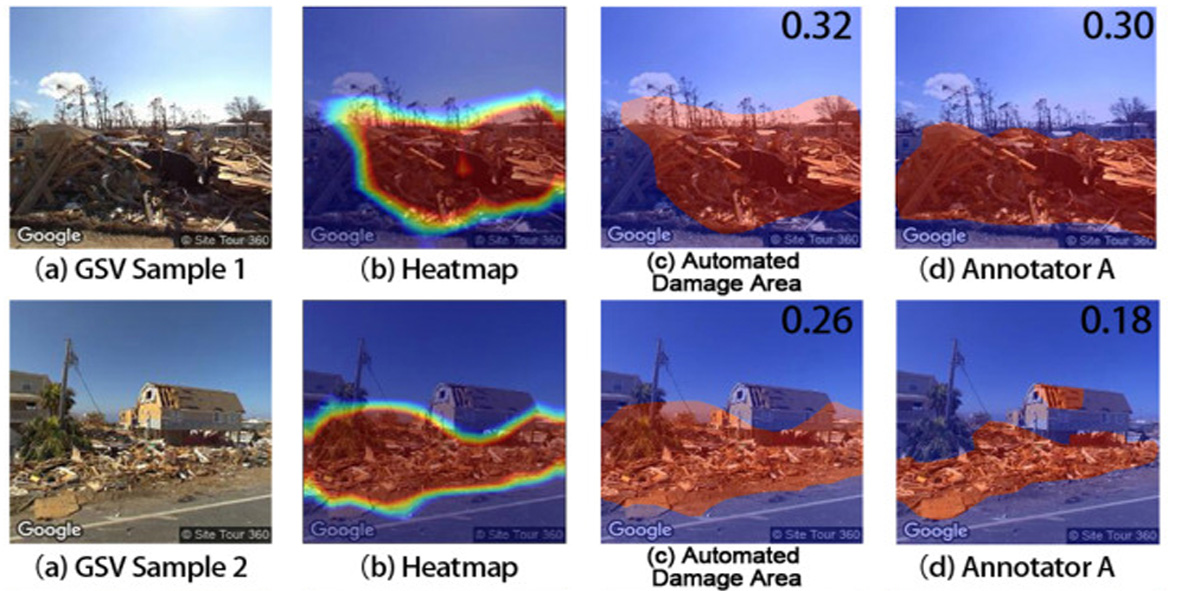 0.32
0.30
Google
© Site Tour 360
Google
© Site Tour 360
Google
© Site Tour 360
Google
© Site Tour 360
(a) GSV Sample 1
(b) Heatmap
(c) Automated
Damage Area
(d) Annotator A
0.26
0.18
Google
© Site Tour 360
Google
© Site Tour 360
Google
© Site Tour 360
Google
© Site Tour 360
(a) GSV Sample 2
(b) Heatmap
(c) Automated
Damage Area
(d) Annotator A